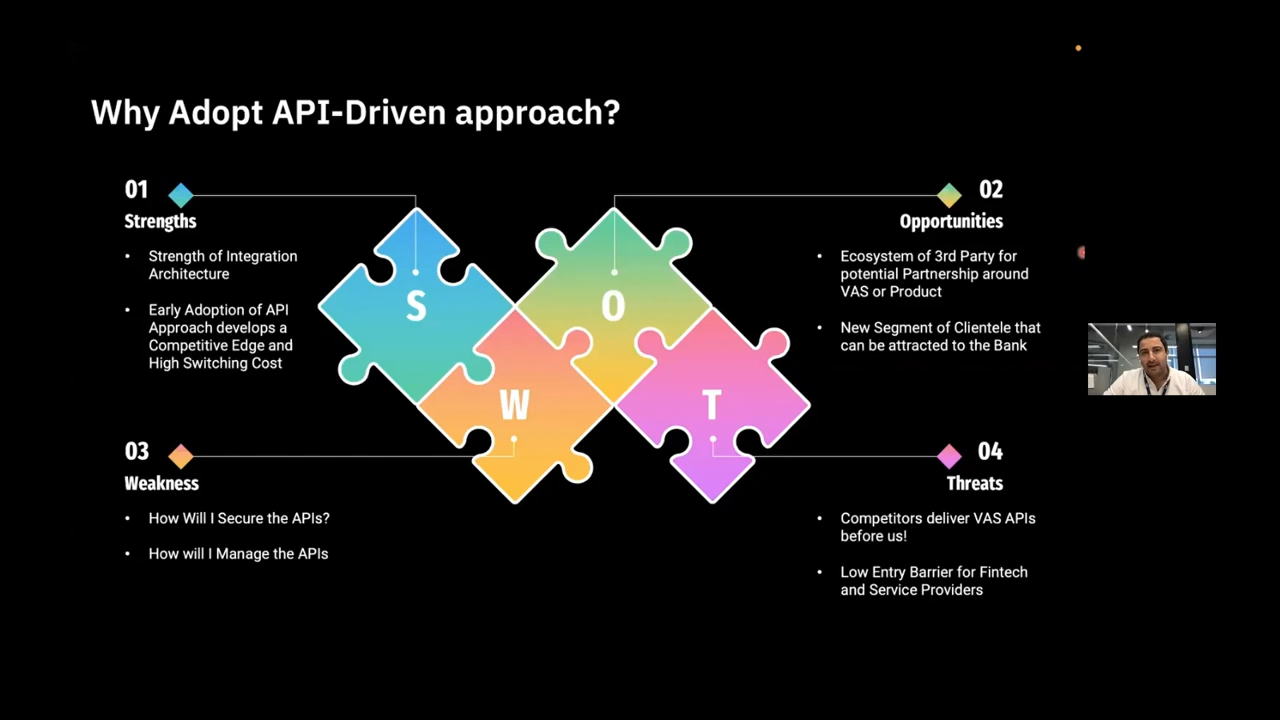 Why Adopt API-Driven approach?
01
Strengths
• Strength of Integration
Architecture
• Early Adoption of API
Approach develops a
Competitive Edge and
High Switching Cost
02
Opportunities
• Ecosystem of 3rd Party for
potential Partnership around
VAS or Product
• New Segment of Clientele that
can be attracted to the Bank
S
O
W
T
03
Weakness
• How Will I Secure the APIs?
• How will I Manage the APIs
04
Threats
• Competitors deliver VAS APIs
before us!
• Low Entry Barrier for Fintech
and Service Providers